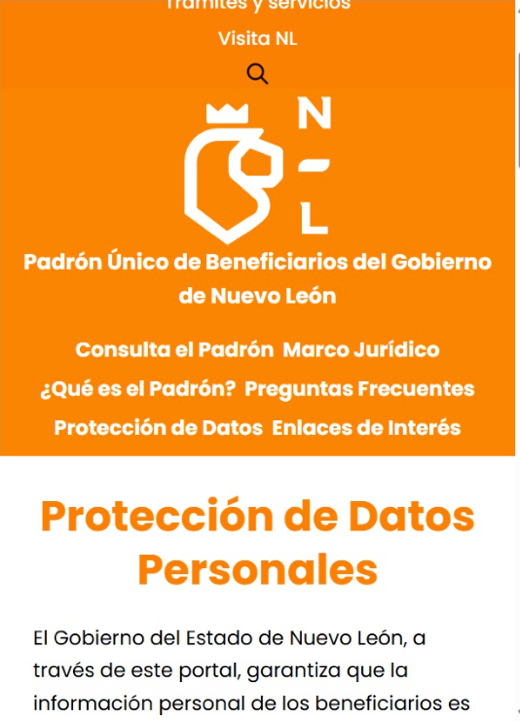 Trámites y servicios
Visita NL
N
L
Padrón Único de Beneficiarios del Gobierno
de Nuevo León
Consulta el Padrón Marco Jurídico
¿Qué es el Padrón? Preguntas Frecuentes
Protección de Datos Enlaces de Interés
Protección de Datos
Personales
El Gobierno del Estado de Nuevo León, a
través de este portal, garantiza que la
información personal de los beneficiarios es